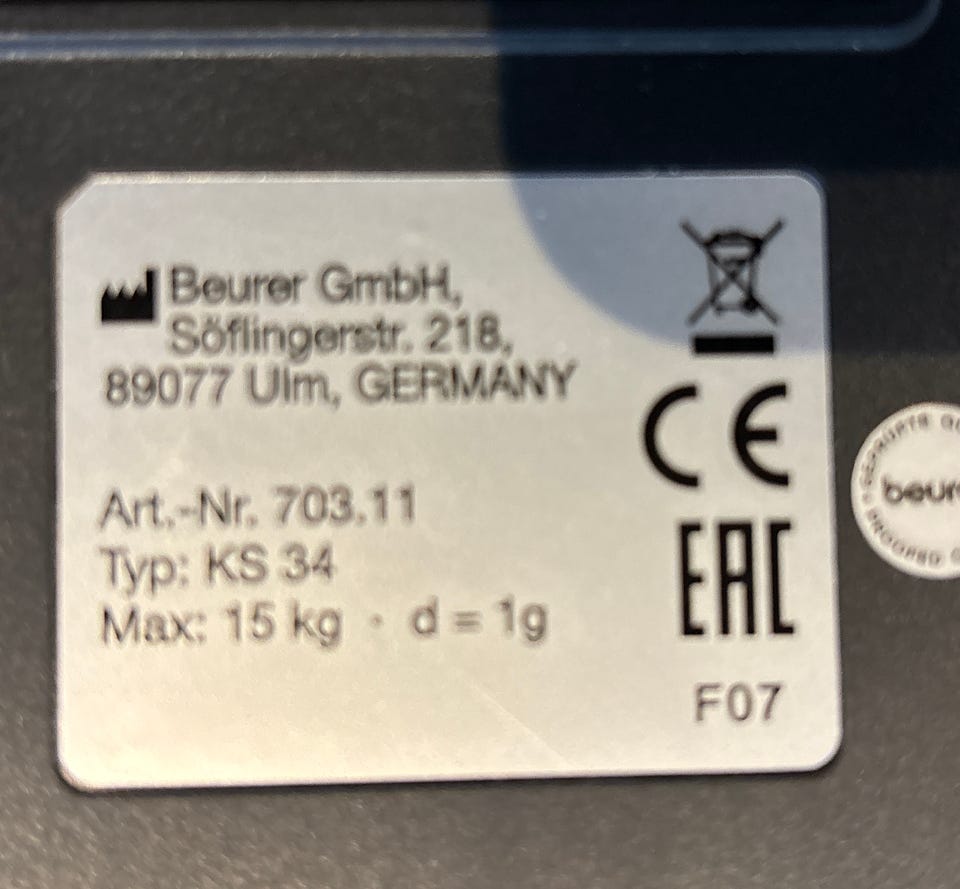 Beurer GmbH,
Söflingerstr. 218,
89077 Ulm, GERMANY
Art.-Nr. 703.11
Typ: KS 34
Max: 15 kg · d = 1g
CE
EAC
F07